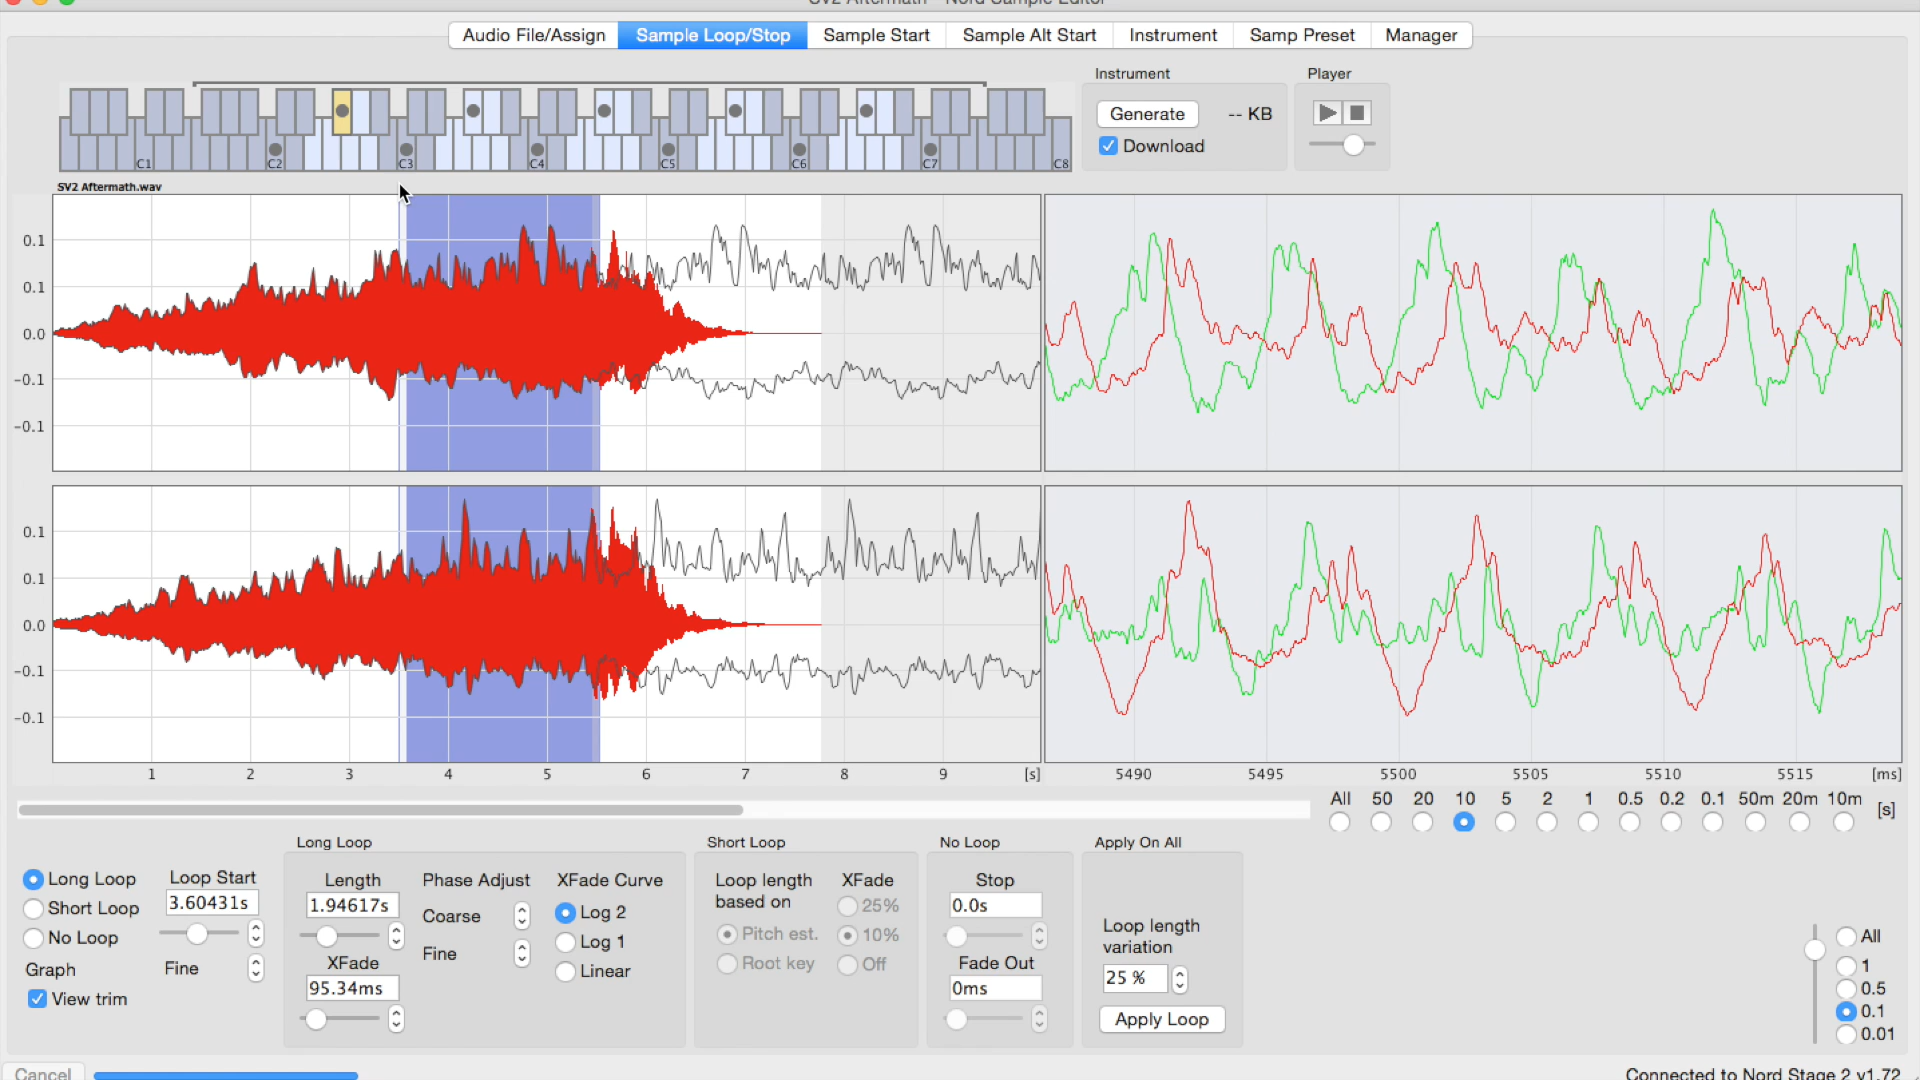 SV2 Aftermath - Nord Sample Editor
Audio File/Assign Sample Loop/Stop Sample Start Sample Alt Start Instrument Samp Preset Manager
Instrument Player
Generate -- KB
Download
C1 C2 C3 C4 C5 C6 C7 C8
SV2 Aftermath.wav
0.1
0.1
0.0
-0.1
-0.1
0.1
0.1
0.0
-0.1
-0.1
1 2 3 4 5 6 7 8 9 [s] 5490 5495 5500 5505 5510 5515 [ms]
All 50 20 10 5 2 1 0.5 0.2 0.1 50m 20m 10m [s]
Long Loop Short Loop No Loop Apply On All
Long Loop
Short Loop
No Loop
Graph
View trim
Loop Start
3.60431s
Fine
Length
1.94617s
XFade
95.34ms
Phase Adjust
Coarse
Fine
XFade Curve
Log 2
Log 1
Linear
Loop length
based on
Pitch est.
Root key
XFade
25%
10%
Off
Stop
0.0s
Fade Out
0ms
Loop length
variation
25 %
Apply Loop
All
1
0.5
0.1
0.01
Cancel
Connected to Nord Stage 2 v1.72